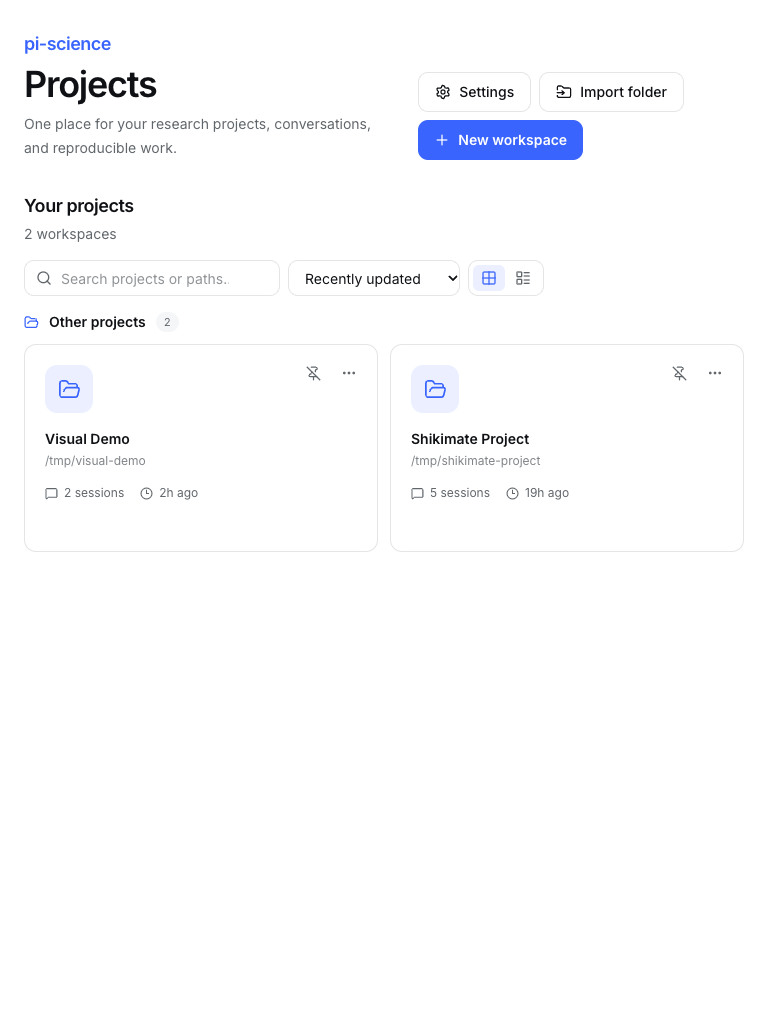 pi-science
Projects
One place for your research projects, conversations,
and reproducible work.
Settings
Import folder
New workspace
Your projects
2 workspaces
Search projects or paths..
Recently updated
Other projects 2
Visual Demo
/tmp/visual-demo
2 sessions 2h ago
Shikimate Project
/tmp/shikimate-project
5 sessions 19h ago